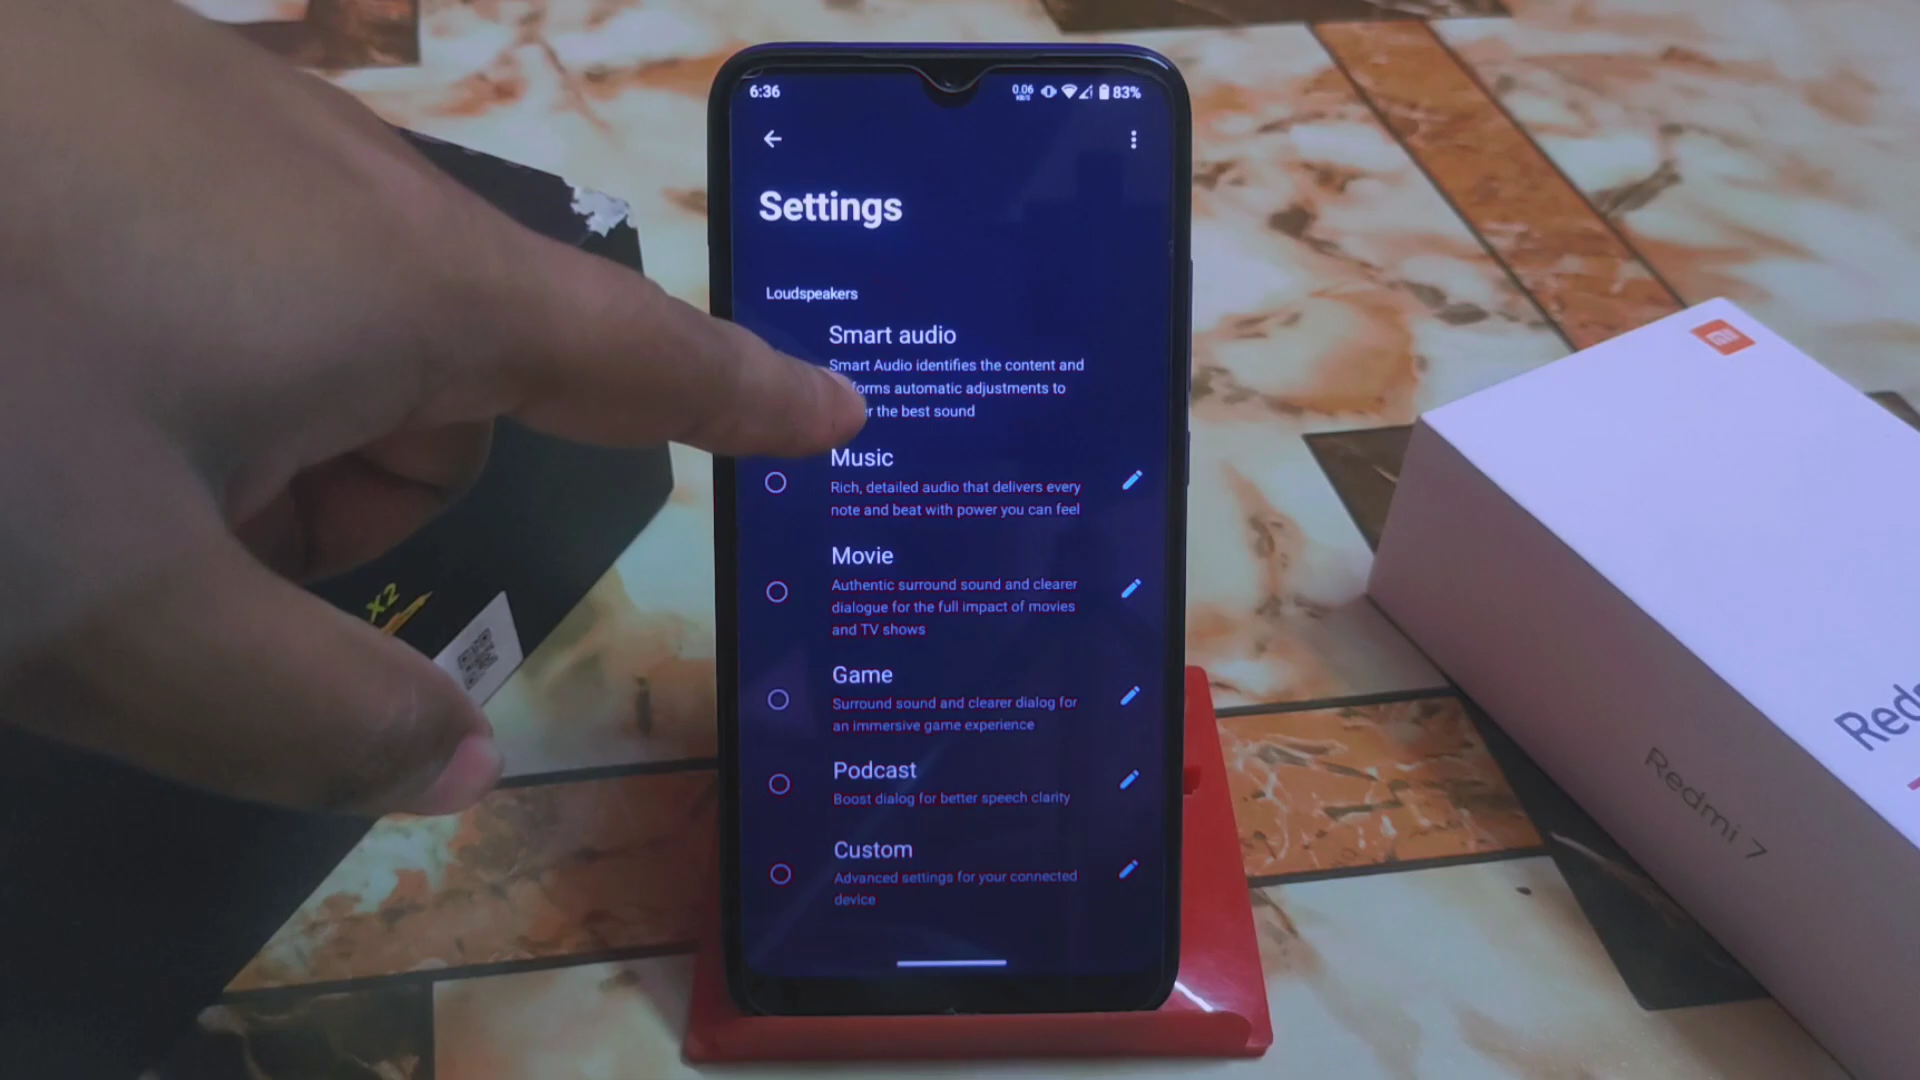 6:36
0.06
KB/S
83%
Settings
Loudspeakers
Smart audio
Smart Audio identifies the content and
forms automatic adjustments to
the best sound
Music
Rich, detailed audio that delivers every
note and beat with power you can feel
Movie
Authentic surround sound and clearer
dialogue for the full impact of movies
and TV shows
Game
Surround sound and clearer dialog for
an immersive game experience
Podcast
Boost dialog for better speech clarity
Custom
Advanced settings for your connected
device
X2
Redmi 7